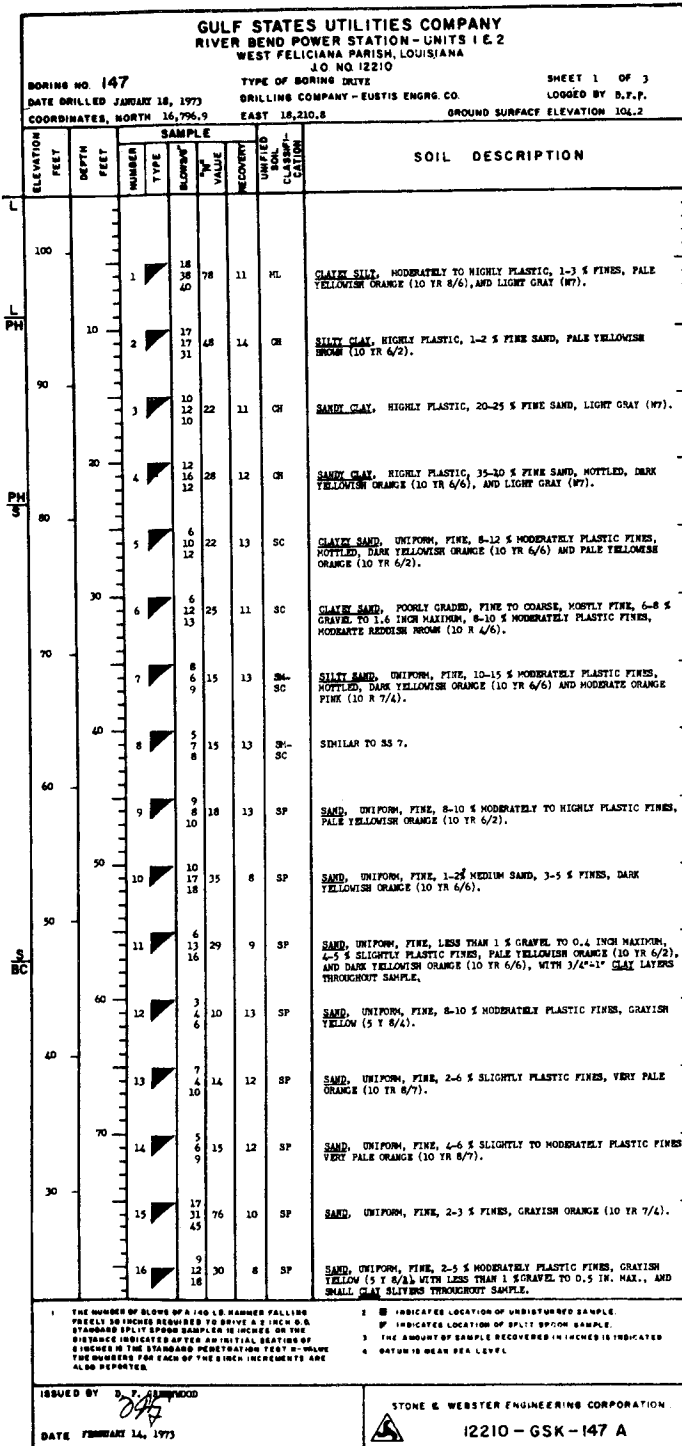 GULF STATES UTILITIES COMPANY
RIVER BEND POWER STATION - UNITS 1 & 2
WEST FELICIANA PARISH, LOUISIANA
J.O. NO. 12210
BORING NO. 147 TYPE OF BORING DRIVE SHEET 1 OF 3
DATE DRILLED JANUARY 18, 1973 DRILLING COMPANY - EUSTIS ENGRG. CO. LOGGED BY D.F.P.
COORDINATES, NORTH 16,796.9 EAST 18,210.8 GROUND SURFACE ELEVATION 104.2
ELEVATION FEET
DEPTH FEET
SAMPLE
NUMBER
TYPE
BLOWS/6"
"N" VALUE
RECOVERY
UNIFIED SOIL CLASSIFI-CATION
SOIL DESCRIPTION
L
100
18
1 38 78 11 ML CLAYEY SILT, MODERATELY TO HIGHLY PLASTIC, 1-3 % FINES, PALE
40 YELLOWISH ORANGE (10 YR 8/6), AND LIGHT GRAY (N7).
L
PH
10
17
2 17 48 14 CH SILTY CLAY, HIGHLY PLASTIC, 1-2 % FINE SAND, PALE YELLOWISH
31 BROWN (10 YR 6/2).
90
10
3 12 22 11 CH SANDY CLAY, HIGHLY PLASTIC, 20-25 % FINE SAND, LIGHT GRAY (N7).
10
20
12
4 16 28 12 CH SANDY CLAY, HIGHLY PLASTIC, 35-20 % FINE SAND, MOTTLED, DARK
12 YELLOWISH ORANGE (10 YR 6/6), AND LIGHT GRAY (N7).
PH
S
80
6
5 10 22 13 SC CLAYEY SAND, UNIFORM, FINE, 8-12 % MODERATELY PLASTIC FINES,
12 MOTTLED, DARK YELLOWISH ORANGE (10 YR 6/6) AND PALE YELLOWISH
ORANGE (10 YR 6/2).
30
6
6 12 25 11 SC CLAYEY SAND, POORLY GRADED, FINE TO COARSE, MOSTLY FINE, 6-8 %
13 GRAVEL TO 1.6 INCH MAXIMUM, 8-10 % MODERATELY PLASTIC FINES,
MODEARTE REDDISH BROWN (10 R 4/6).
70
8
7 6 15 13 SM- SILTY SAND, UNIFORM, FINE, 10-15 % MODERATELY PLASTIC FINES,
9 SC MOTTLED, DARK YELLOWISH ORANGE (10 YR 6/6) AND MODERATE ORANGE
PINK (10 R 7/4).
40
5
8 7 15 13 SM- SIMILAR TO SS 7.
8 SC
60
9
9 8 18 13 SP SAND, UNIFORM, FINE, 8-10 % MODERATELY TO HIGHLY PLASTIC FINES,
10 PALE YELLOWISH ORANGE (10 YR 6/2).
50
10
10 17 35 8 SP SAND, UNIFORM, FINE, 1-2% MEDIUM SAND, 3-5 % FINES, DARK
18 YELLOWISH ORANGE (10 YR 6/6).
50
6
11 13 29 9 SP SAND, UNIFORM, FINE, LESS THAN 1 % GRAVEL TO 0.4 INCH MAXIMUM,
16 4-5 % SLIGHTLY PLASTIC FINES, PALE YELLOWISH ORANGE (10 YR 6/2),
AND DARK YELLOWISH ORANGE (10 YR 6/6), WITH 3/4"-1" CLAY LAYERS
THROUGHOUT SAMPLE,
S
BC
60
3
12 4 10 13 SP SAND, UNIFORM, FINE, 8-10 % MODERATELY PLASTIC FINES, GRAYISH
6 YELLOW (5 Y 8/4).
40
7
13 4 14 12 SP SAND, UNIFORM, FINE, 2-6 % SLIGHTLY PLASTIC FINES, VERY PALE
10 ORANGE (10 YR 8/7).
70
5
14 6 15 12 SP SAND, UNIFORM, FINE, 4-6 % SLIGHTLY TO MODERATELY PLASTIC FINES
9 VERY PALE ORANGE (10 YR 8/7).
30
17
15 31 76 10 SP SAND, UNIFORM, FINE, 2-3 % FINES, GRAYISH ORANGE (10 YR 7/4).
45
9
16 12 30 8 SP SAND, UNIFORM, FINE, 2-5 % MODERATELY PLASTIC FINES, GRAYISH
18 YELLOW (5 Y WITH LESS THAN 1 % GRAVEL TO 0.5 IN. MAX., AND
SMALL CLAY SLIVERS THROUGHOUT SAMPLE.
1 THE NUMBER OF BLOWS OF A 140 LB. HAMMER FALLING
FREELY 30 INCHES REQUIRED TO DRIVE A 2 INCH O.D.
STANDARD SPLIT SPOON SAMPLER 12 INCHES OR THE
DISTANCE INDICATED AFTER AN INITIAL SEATING OF
6 INCHES IS THE STANDARD PENETRATION TEST N-VALUE
THE NUMBERS FOR EACH OF THE 6 INCH INCREMENTS ARE
ALSO REPORTED.
2 INDICATES LOCATION OF UNDISTURBED SAMPLE.
INDICATES LOCATION OF SPLIT SPOON SAMPLE.
3 THE AMOUNT OF SAMPLE RECOVERED IN INCHES IS INDICATED
4 DATUM IS MEAN SEA LEVEL
ISSUED BY D. F. GREENWOOD
DATE FEBRUARY 14, 1973
STONE & WEBSTER ENGINEERING CORPORATION
12210 - GSK - 147 A